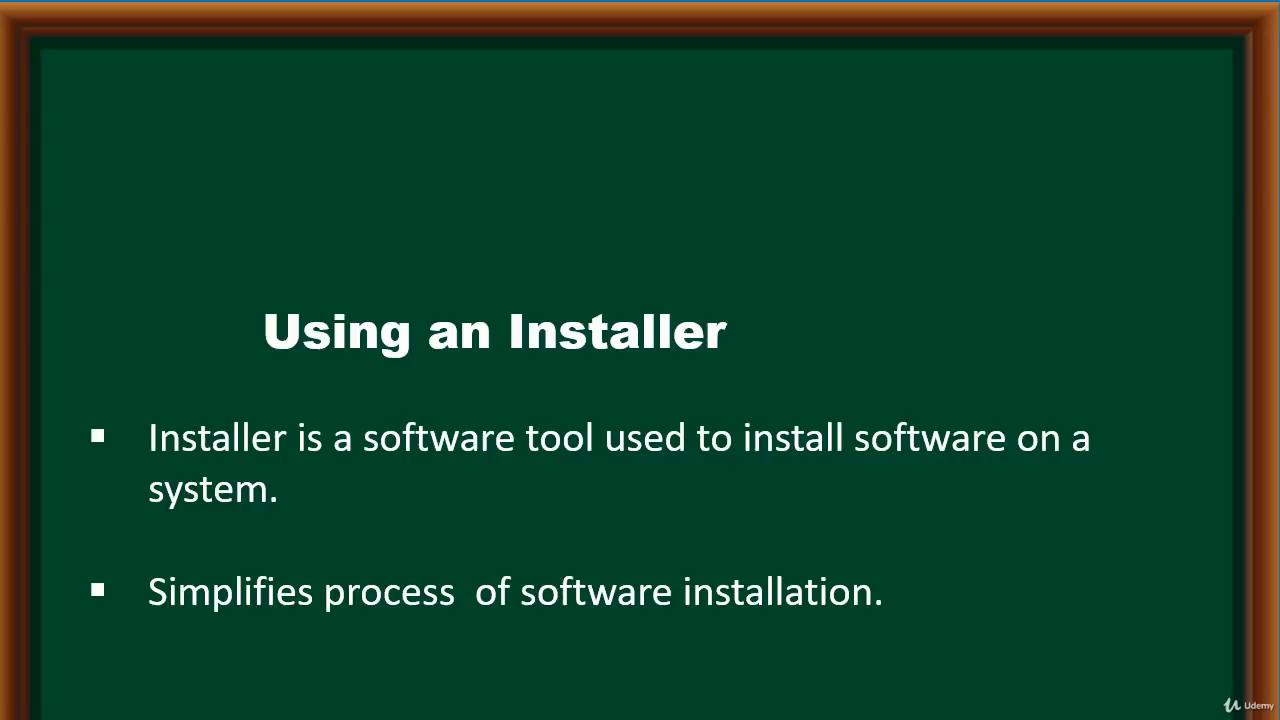 Using an Installer
▪ Installer is a software tool used to install software on a
system.
▪ Simplifies process of software installation.
Udemy